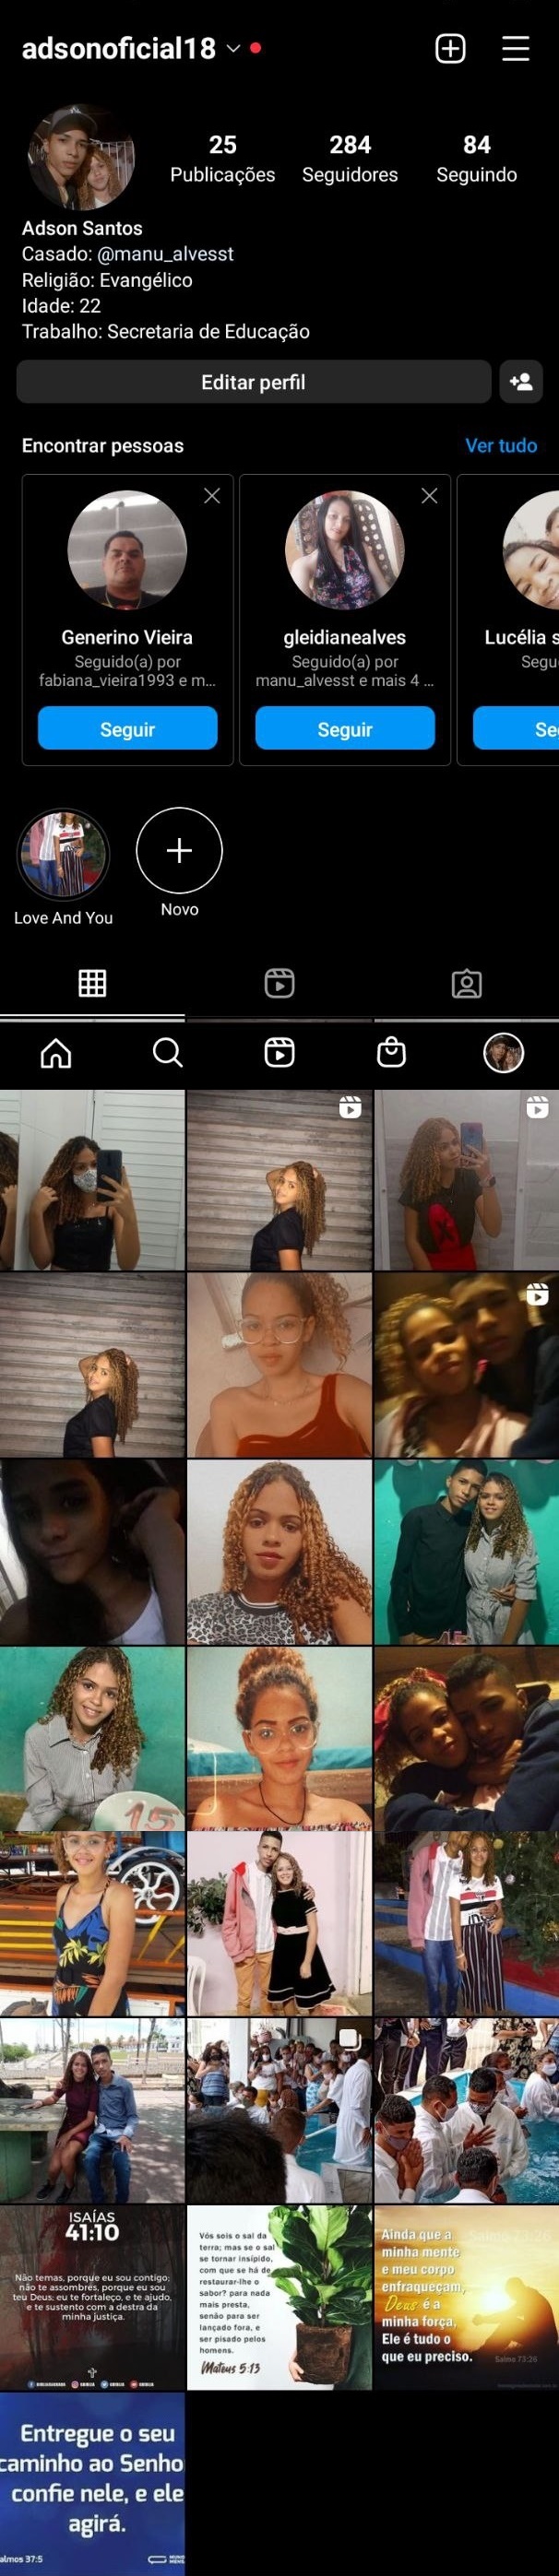 adsonoficial18
25
284
84
Publicações
Seguidores
Seguindo
Adson Santos
Casado: @manu_alvesst
Religião: Evangélico
Idade: 22
Trabalho: Secretaria de Educação
Editar perfil
Encontrar pessoas
Ver tudo
Generino Vieira
Seguido(a) por
fabiana_vieira1993 e m...
Seguir
gleidianealves
Seguido(a) por
manu_alvesst e mais 4 ...
Seguir
Lucélia s
Segu
Se
Love And You
Novo
15
ISAÍAS
41:10
Não temas, porque eu sou contigo;
não te assombres, porque eu sou
teu Deus; eu te fortaleço, e te ajudo,
e te sustento com a destra da
minha justiça.
Vós sois o sal da
terra; mas se o sal
se tornar insípido,
com que se há de
restaurar-lhe o
sabor? para nada
mais presta,
senão para ser
lançado fora, e
ser pisado pelos
homens.
Mateus 5:13
Ainda que a
minha mente
e meu corpo
enfraqueçam,
Deus é a
minha força,
Ele é tudo o
que eu preciso.
Salmo 73:26
Entregue o seu
caminho ao Senho
confie nele, e ele
agirá.
almos 37:5